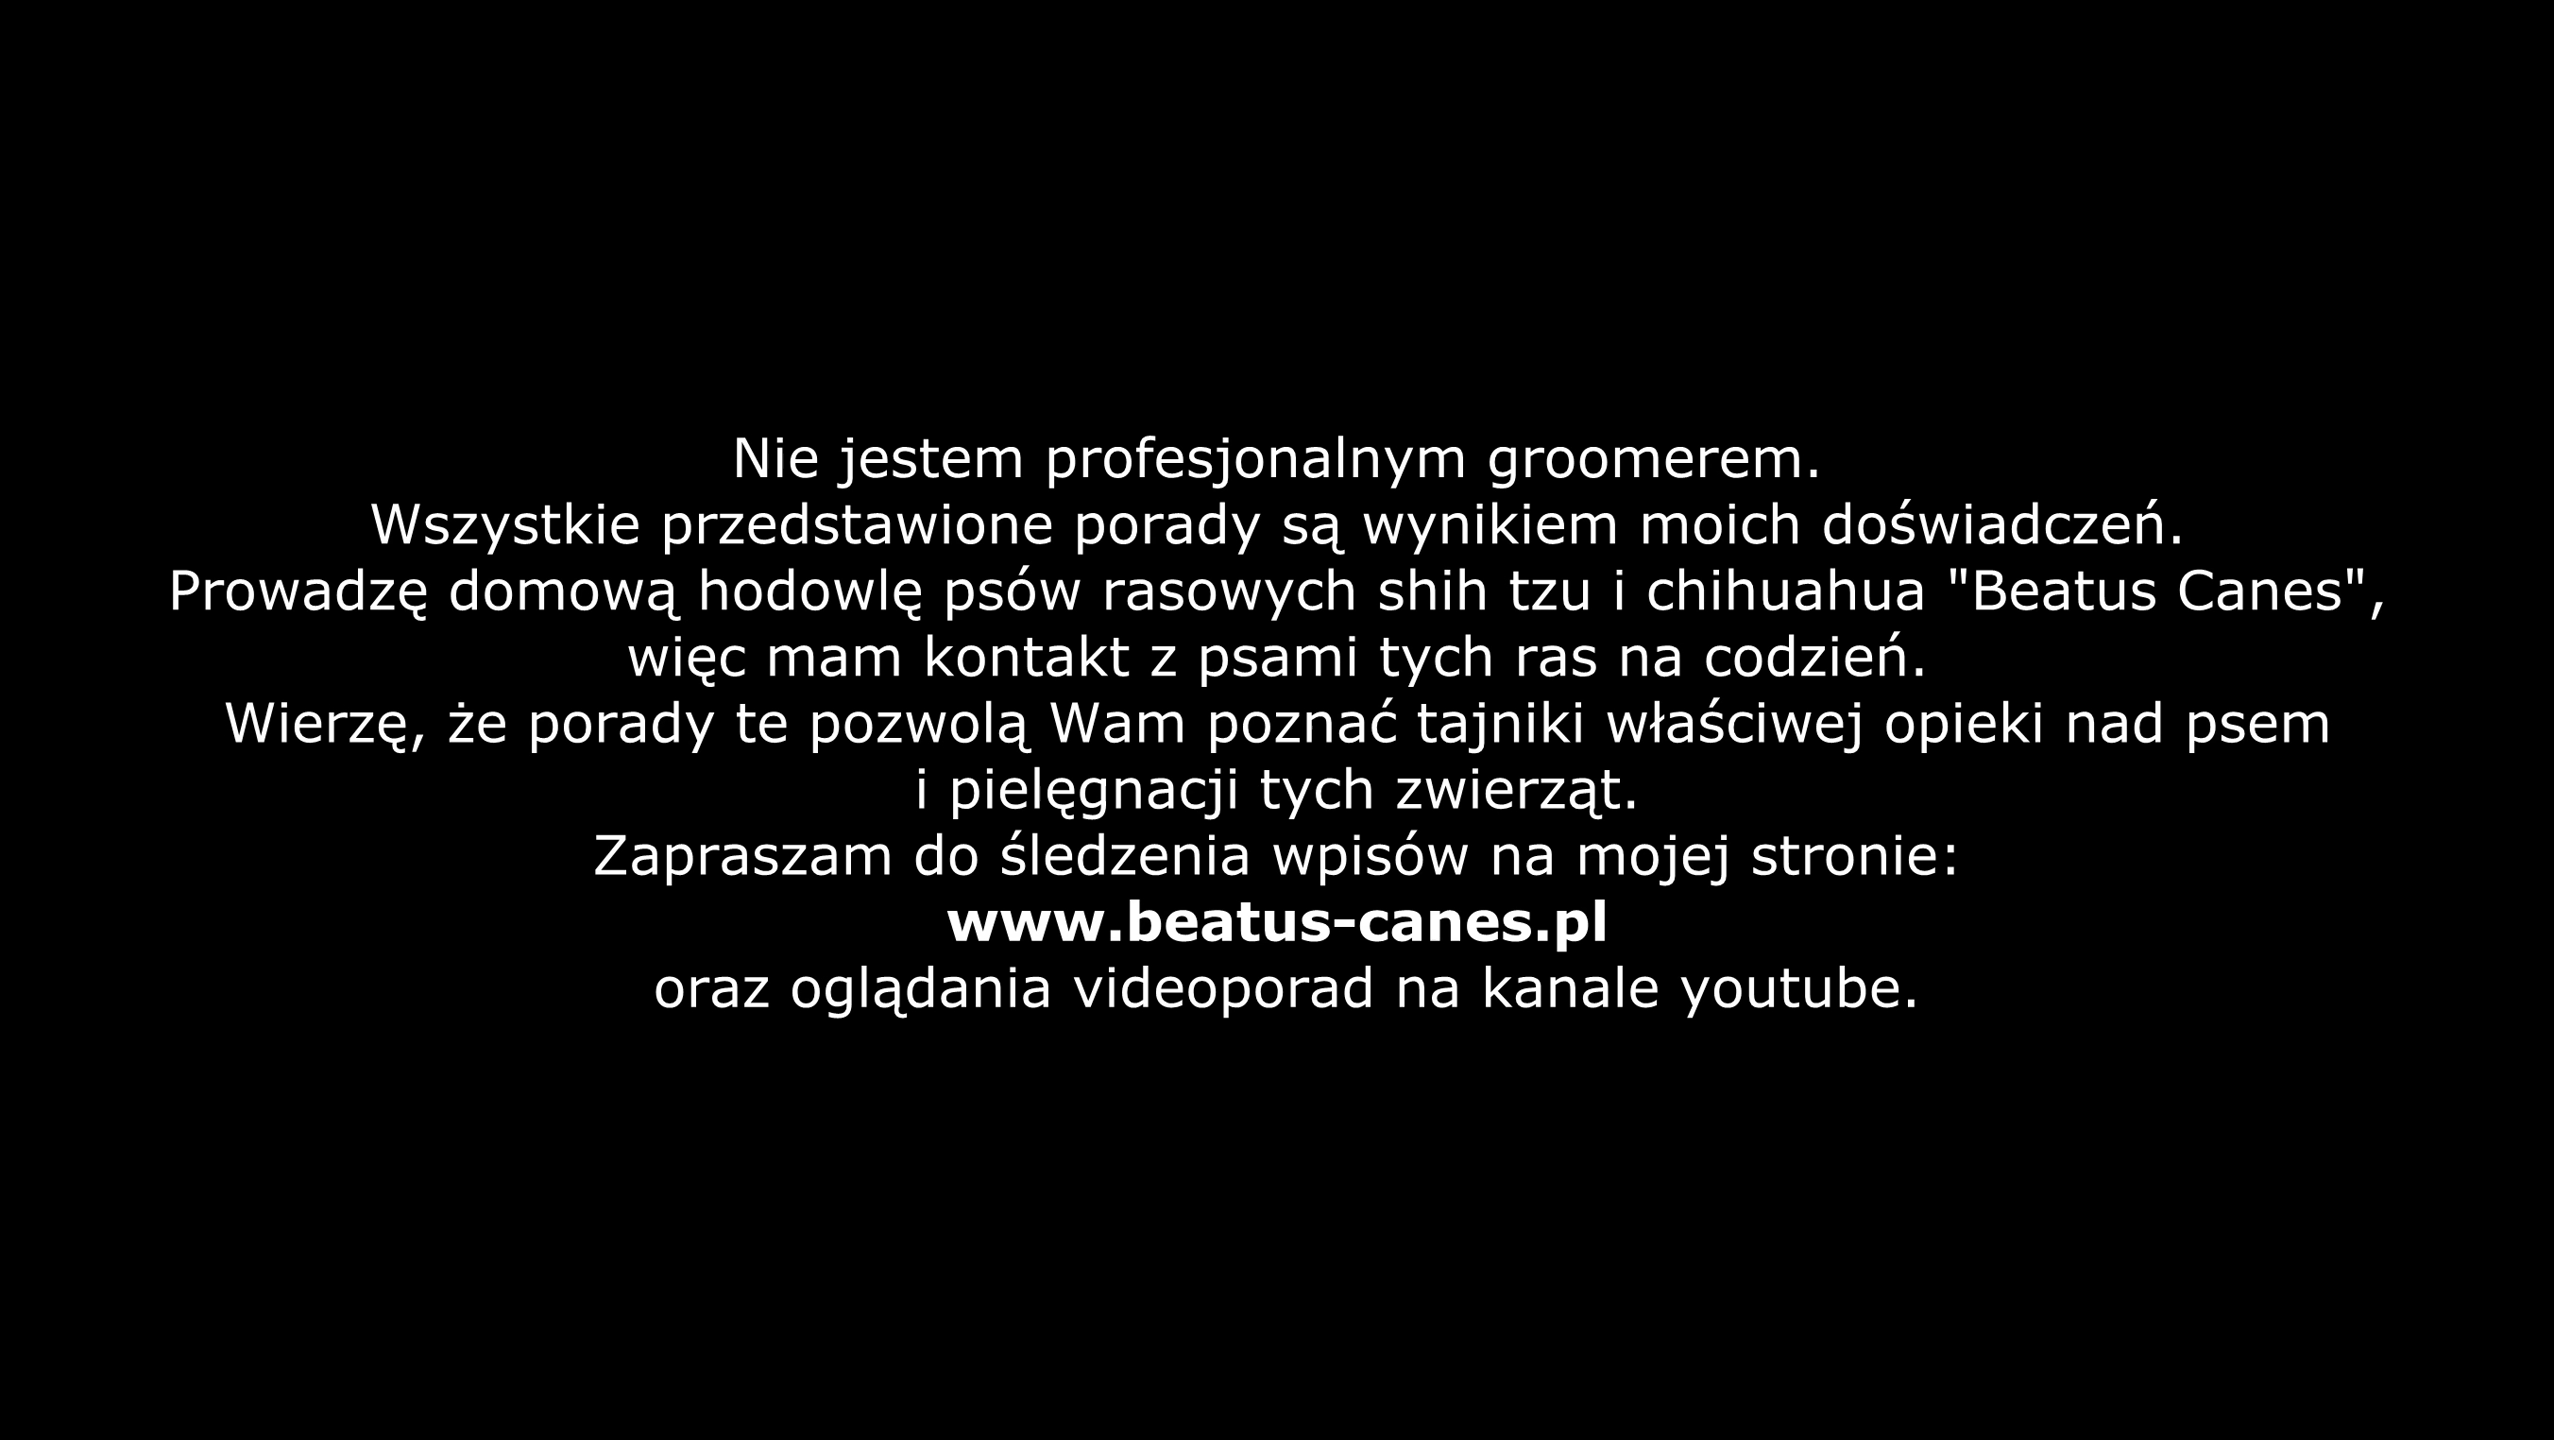 Nie jestem profesjonalnym groomerem.
Wszystkie przedstawione porady są wynikiem moich doświadczeń.
Prowadzę domową hodowlę psów rasowych shih tzu i chihuahua "Beatus Canes",
więc mam kontakt z psami tych ras na codzień.
Wierzę, że porady te pozwolą Wam poznać tajniki właściwej opieki nad psem
i pielęgnacji tych zwierząt.
Zapraszam do śledzenia wpisów na mojej stronie:
www.beatus-canes.pl
oraz oglądania videoporad na kanale youtube.